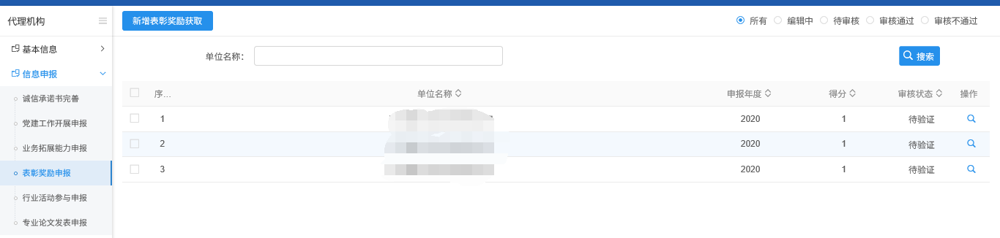 代理机构
新增表彰奖励获取
所有 编辑中 待审核 审核通过 审核不通过
基本信息
单位名称：
搜索
信息申报
诚信承诺书完善
党建工作开展申报
业务拓展能力申报
表彰奖励申报
行业活动参与申报
专业论文发表申报
序... 单位名称 申报年度 得分 审核状态 操作
1 2020 1 待验证
2 2020 1 待验证
3 2020 1 待验证